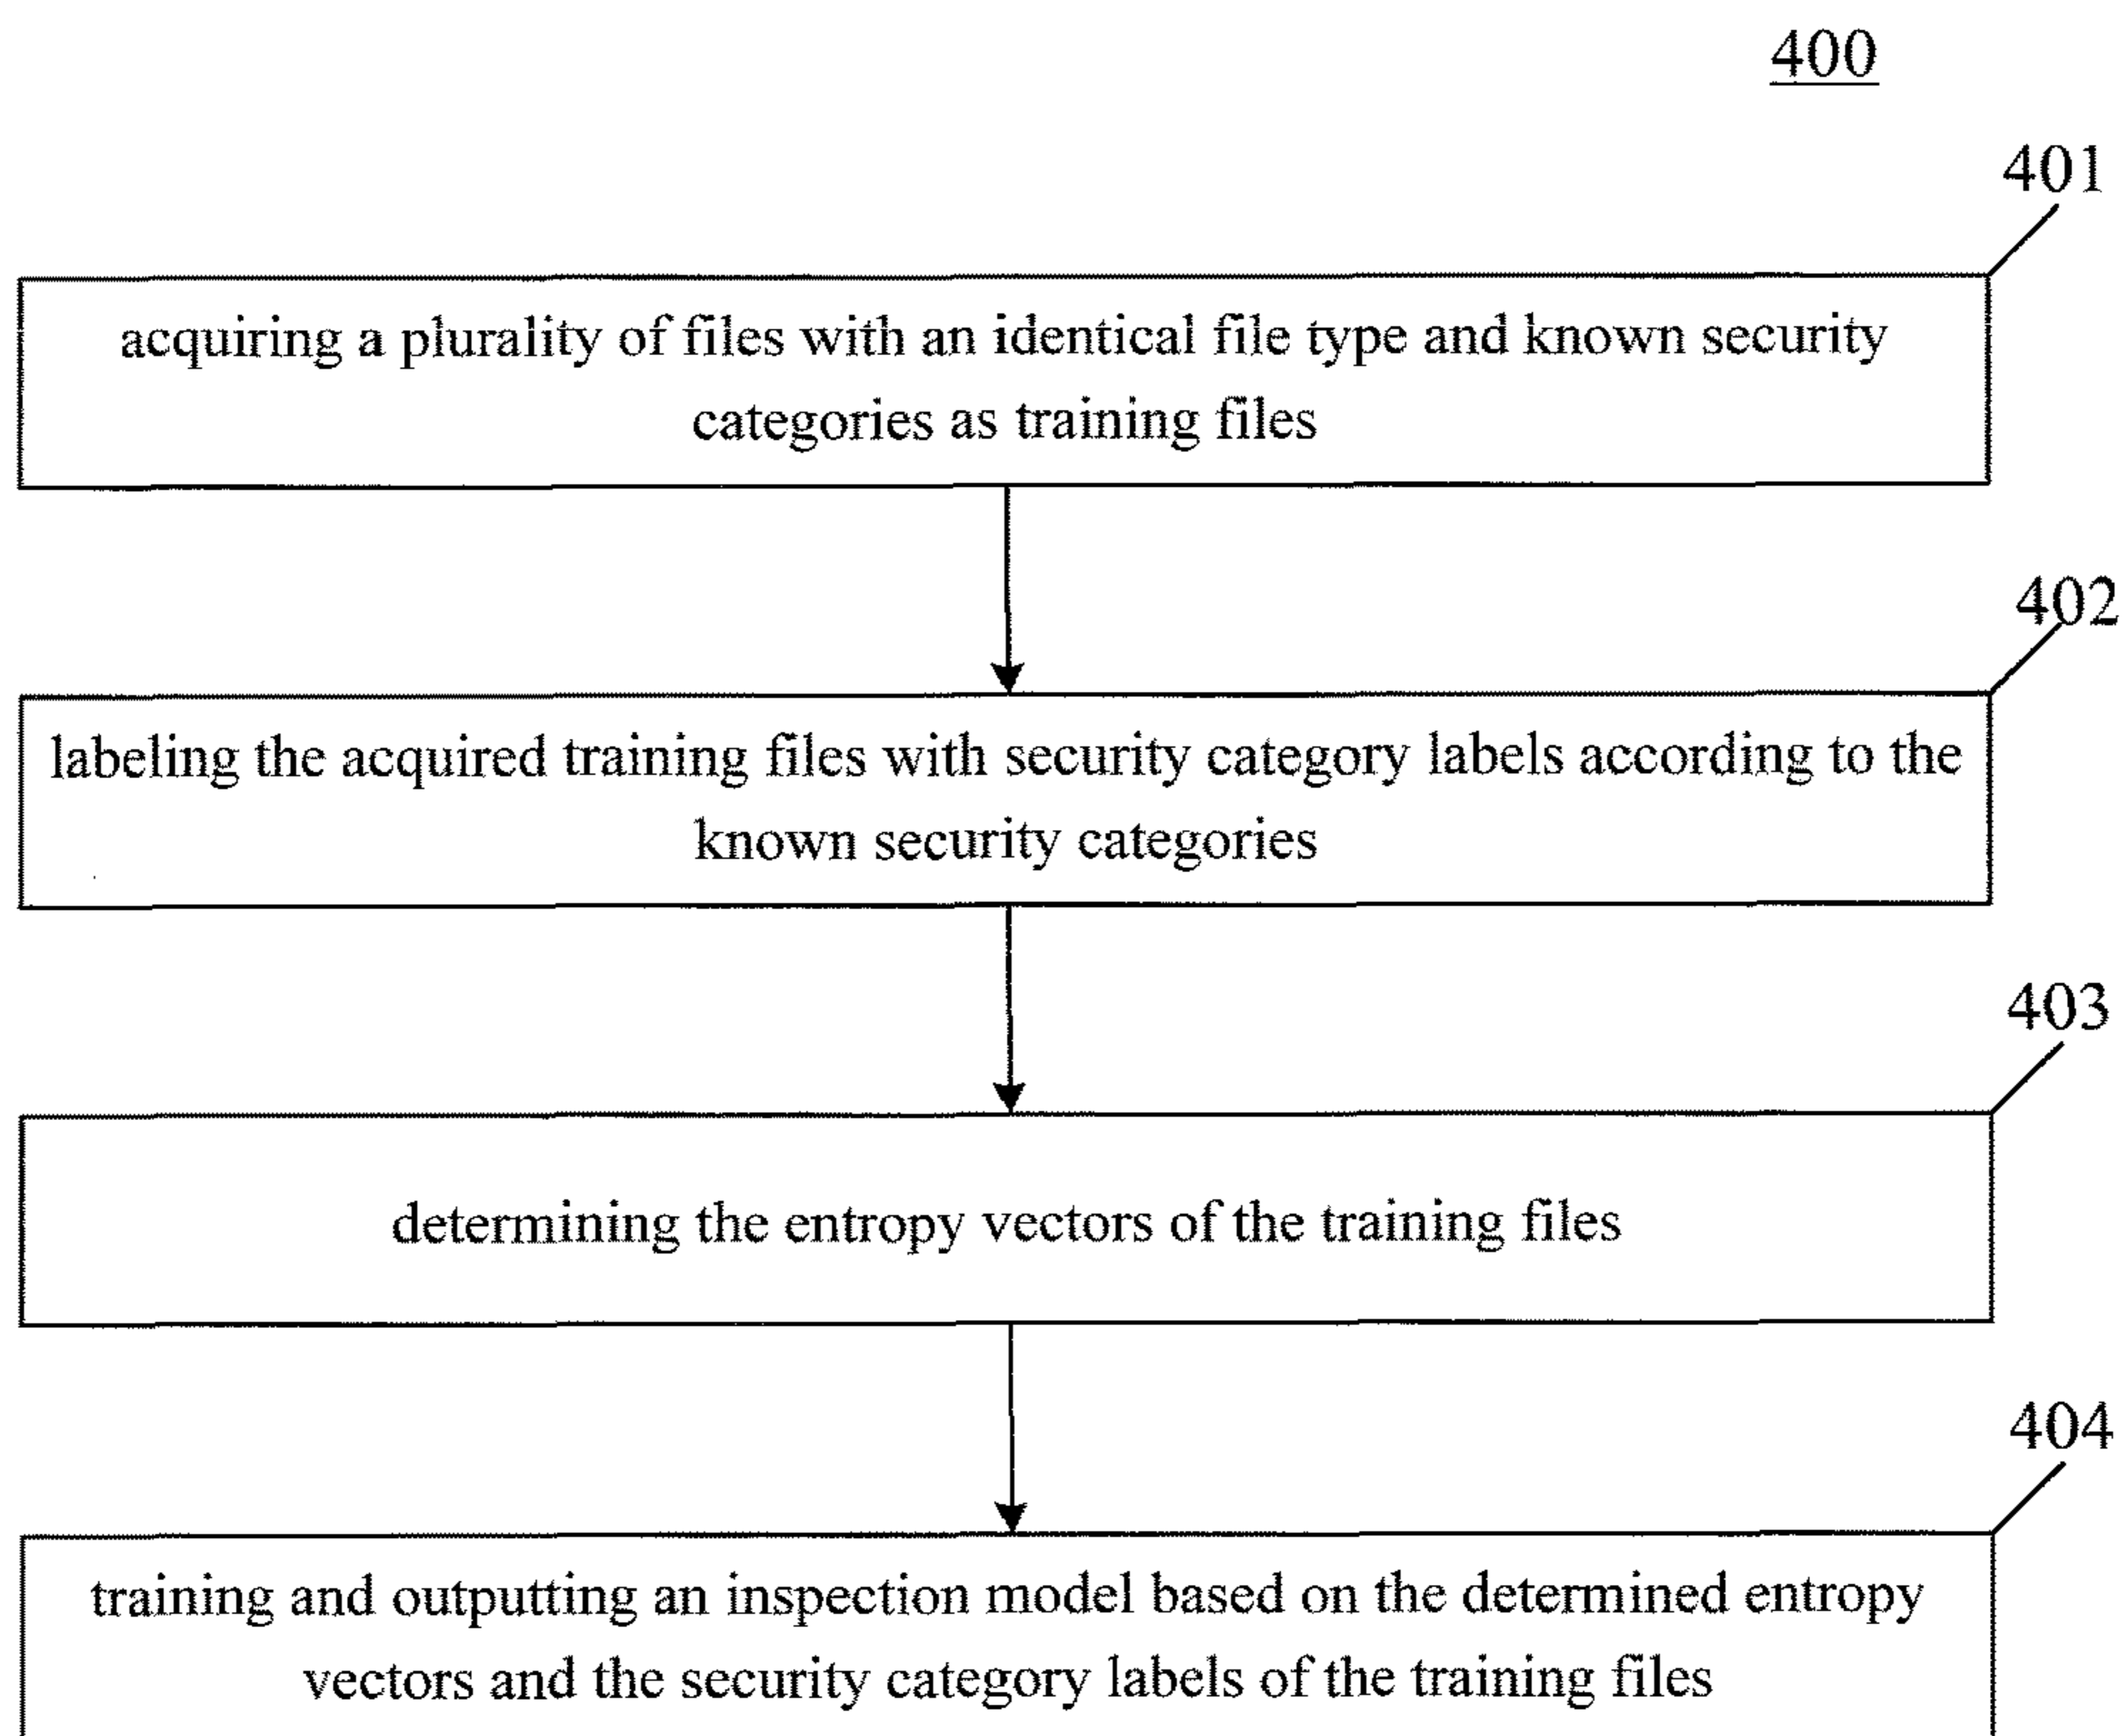 400
401
acquiring a plurality of files with an identical file type and known security
categories as training files
402
labeling the acquired training files with security category labels according to the
known security categories
403
determining the entropy vectors of the training files
404
training and outputting an inspection model based on the determined entropy
vectors and the security category labels of the training files